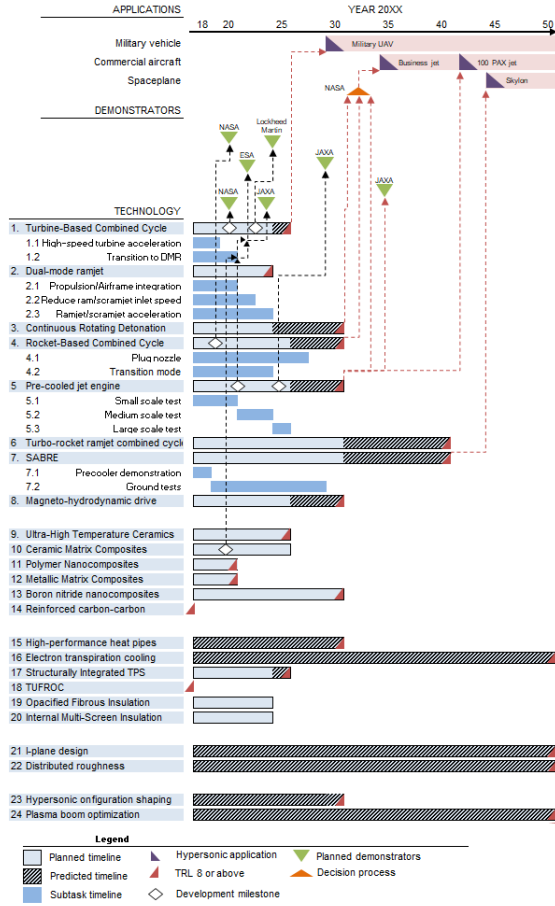 APPLICATIONS YEAR 20XX
18 20 25 30 35 40 45 50
Military vehicle Military UAV
Commercial aircraft Business jet 100 PAX jet
Spaceplane Skylon
NASA
DEMONSTRATORS
Lockheed
Martin
NASA
ESA JAXA
NASA JAXA JAXA
TECHNOLOGY
1. Turbine-Based Combined Cycle
1.1 High-speed turbine acceleration
1.2 Transition to DMR
2. Dual-mode ramjet
2.1 Propulsion/Airframe integration
2.2 Reduce ram/scramjet inlet speed
2.3 Ramjet/scramjet acceleration
3. Continuous Rotating Detonation
4. Rocket-Based Combined Cycle
4.1 Plug nozzle
4.2 Transition mode
5 Pre-cooled jet engine
5.1 Small scale test
5.2 Medium scale test
5.3 Large scale test
6 Turbo-rocket ramjet combined cycle
7. SABRE
7.1 Precooler demonstration
7.2 Ground tests
8. Magneto-hydrodynamic drive
9. Ultra-High Temperature Ceramics
10 Ceramic Matrix Composites
11 Polymer Nanocomposites
12 Metallic Matrix Composites
13 Boron nitride nanocomposites
14 Reinforced carbon-carbon
15 High-performance heat pipes
16 Electron transpiration cooling
17 Structurally Integrated TPS
18 TUFROC
19 Opacified Fibrous Insulation
20 Internal Multi-Screen Insulation
21 I-plane design
22 Distributed roughness
23 Hypersonic onfiguration shaping
24 Plasma boom optimization
Legend
Planned timeline Hypersonic application Planned demonstrators
Predicted timeline TRL 8 or above Decision process
Subtask timeline Development milestone